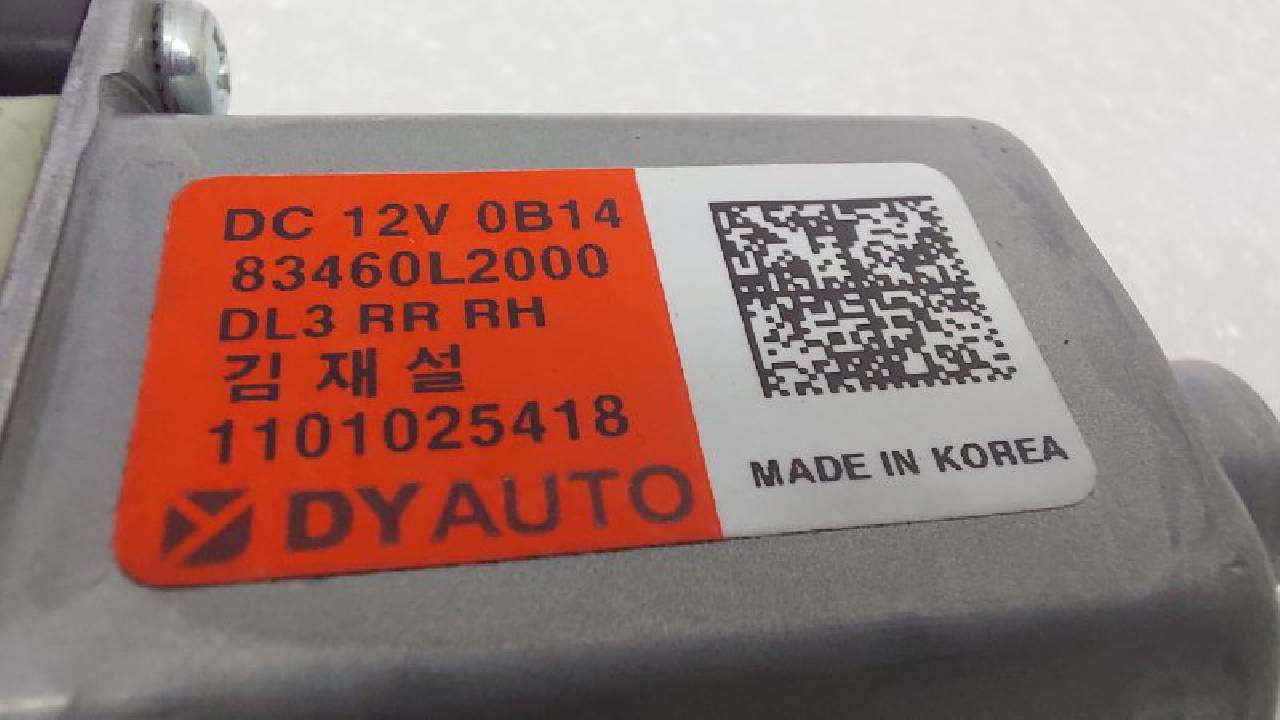 DC 12V 0B14
83460L2000
DL3 RR RH
김재설
1101025418
DYAUTO
MADE IN KOREA